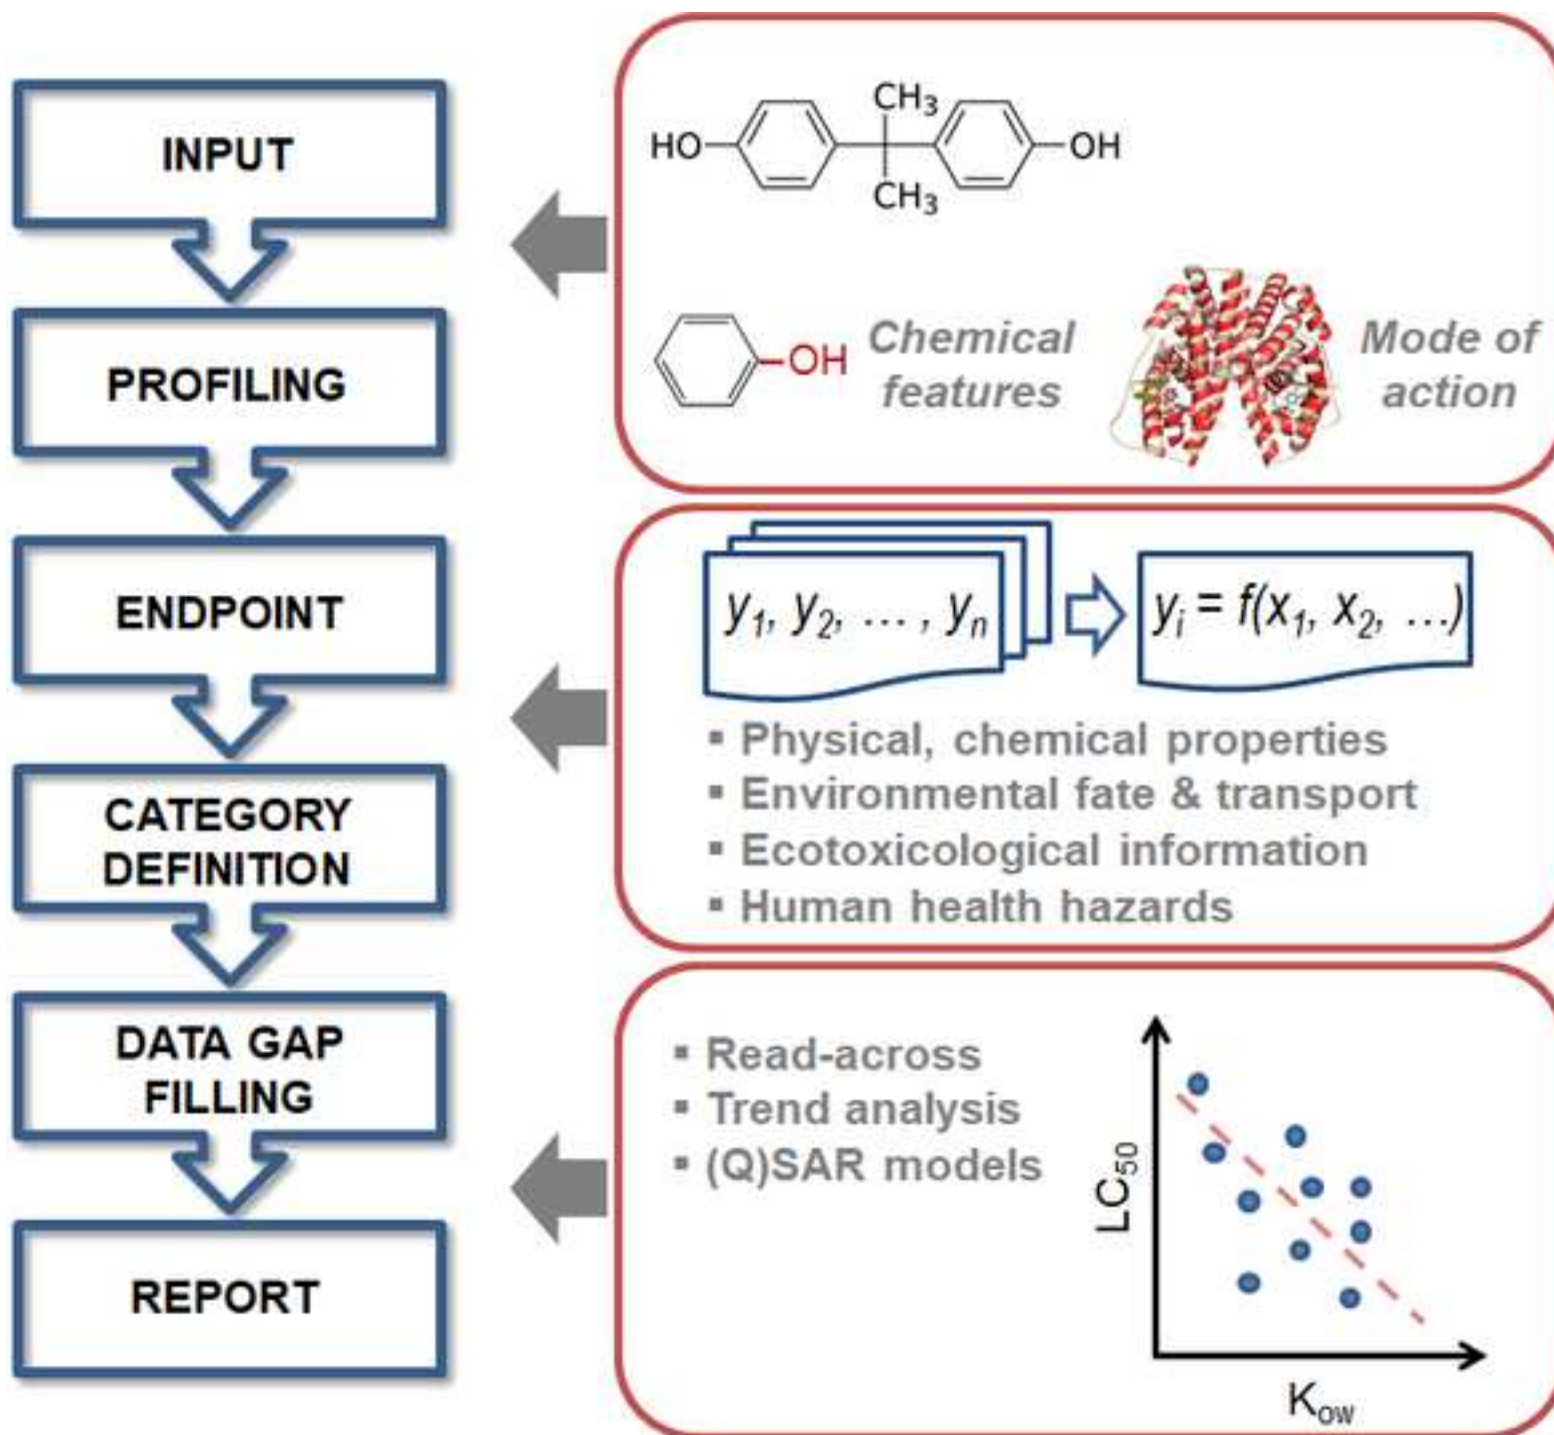 INPUT
PROFILING
ENDPOINT
CATEGORY
DEFINITION
DATA GAP
FILLING
REPORT
CH₃
HO
OH
CH₃
OH
Chemical
features
Mode of
action
y₁, y₂, ... , yₙ
yᵢ = f(x₁, x₂, ...)
▪ Physical, chemical properties
▪ Environmental fate & transport
▪ Ecotoxicological information
▪ Human health hazards
▪ Read-across
▪ Trend analysis
▪ (Q)SAR models
LC₅₀
K_ow